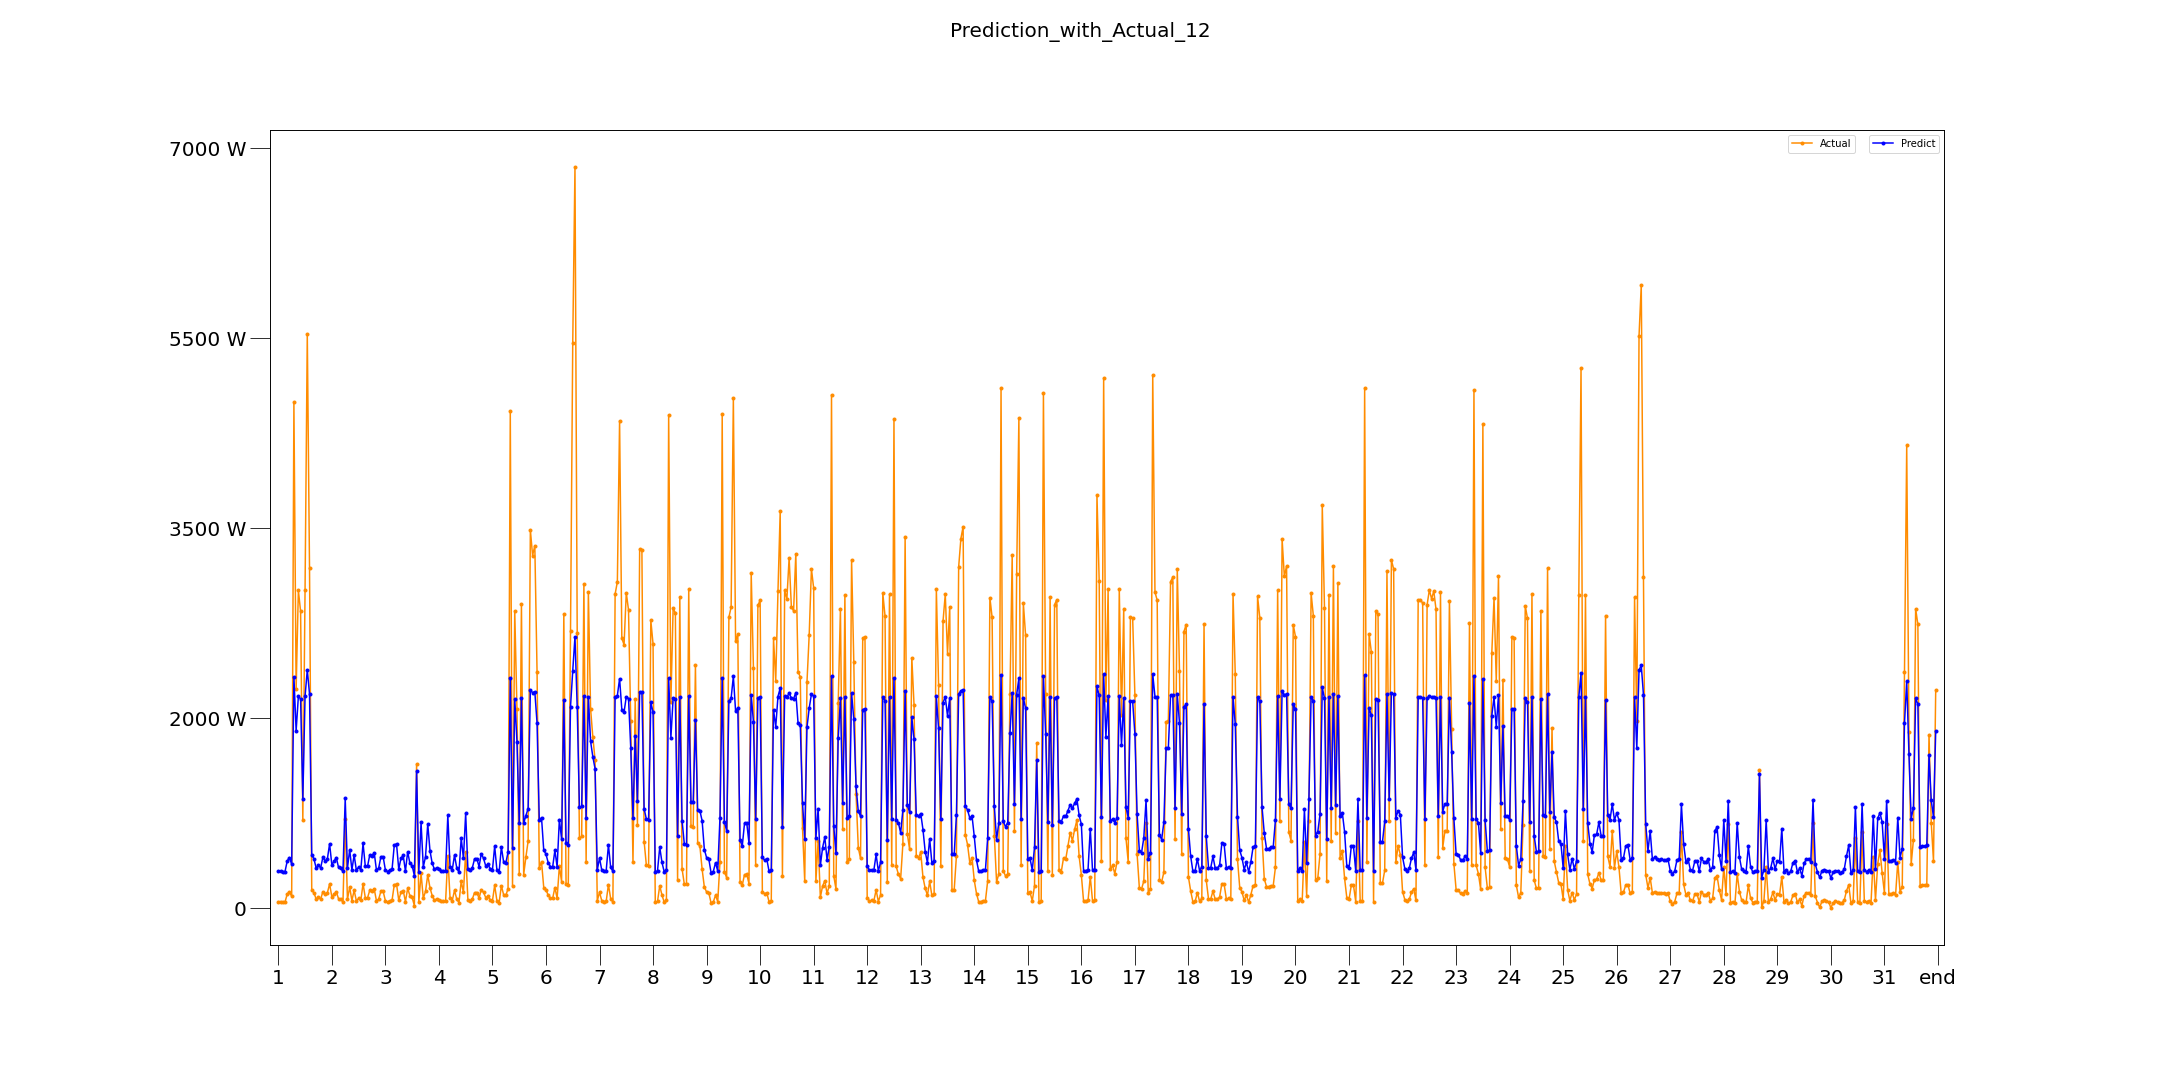 Prediction_with_Actual_12
Actual Predict
7000 W
5500 W
3500 W
2000 W
0
1 2 3 4 5 6 7 8 9 10 11 12 13 14 15 16 17 18 19 20 21 22 23 24 25 26 27 28 29 30 31 end